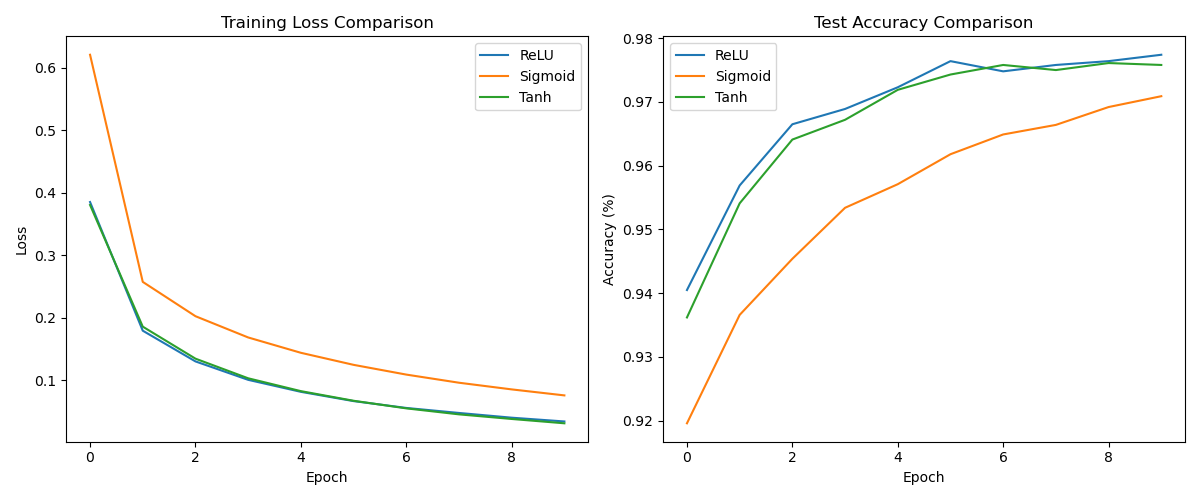 Training Loss Comparison
Loss
0.6
0.5
0.4
0.3
0.2
0.1
ReLU
Sigmoid
Tanh
0 2 4 6 8
Epoch
Test Accuracy Comparison
Accuracy (%)
0.98
0.97
0.96
0.95
0.94
0.93
0.92
ReLU
Sigmoid
Tanh
0 2 4 6 8
Epoch